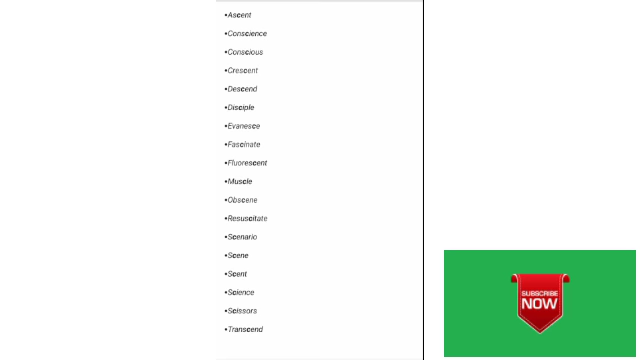 •Ascent
•Conscience
•Conscious
•Crescent
•Descend
•Disciple
•Evanesce
•Fascinate
•Fluorescent
•Muscle
•Obscene
•Resuscitate
•Scenario
•Scene
•Scent
•Science
•Scissors
•Transcend
SUBSCRIBE
NOW